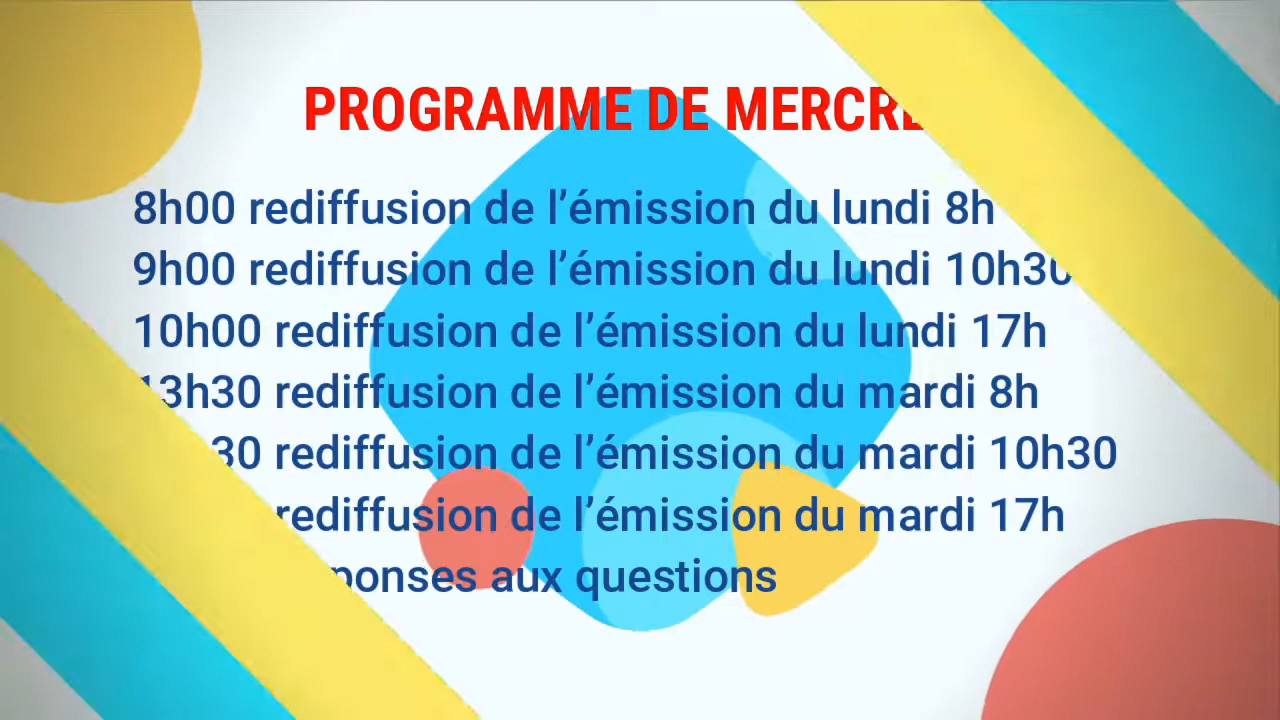 PROGRAMME DE
8h00 rediffusion de l’émission du lundi 8h
9h00 rediffusion de l’émission du lundi 10h30
10h00 rediffusion de l’émission du lundi 17h
13h30 rediffusion de l’émission du mardi 8h
rediffusion de l’émission du mardi 10h30
rediffusion de l’émission du mardi 17h
aux questions